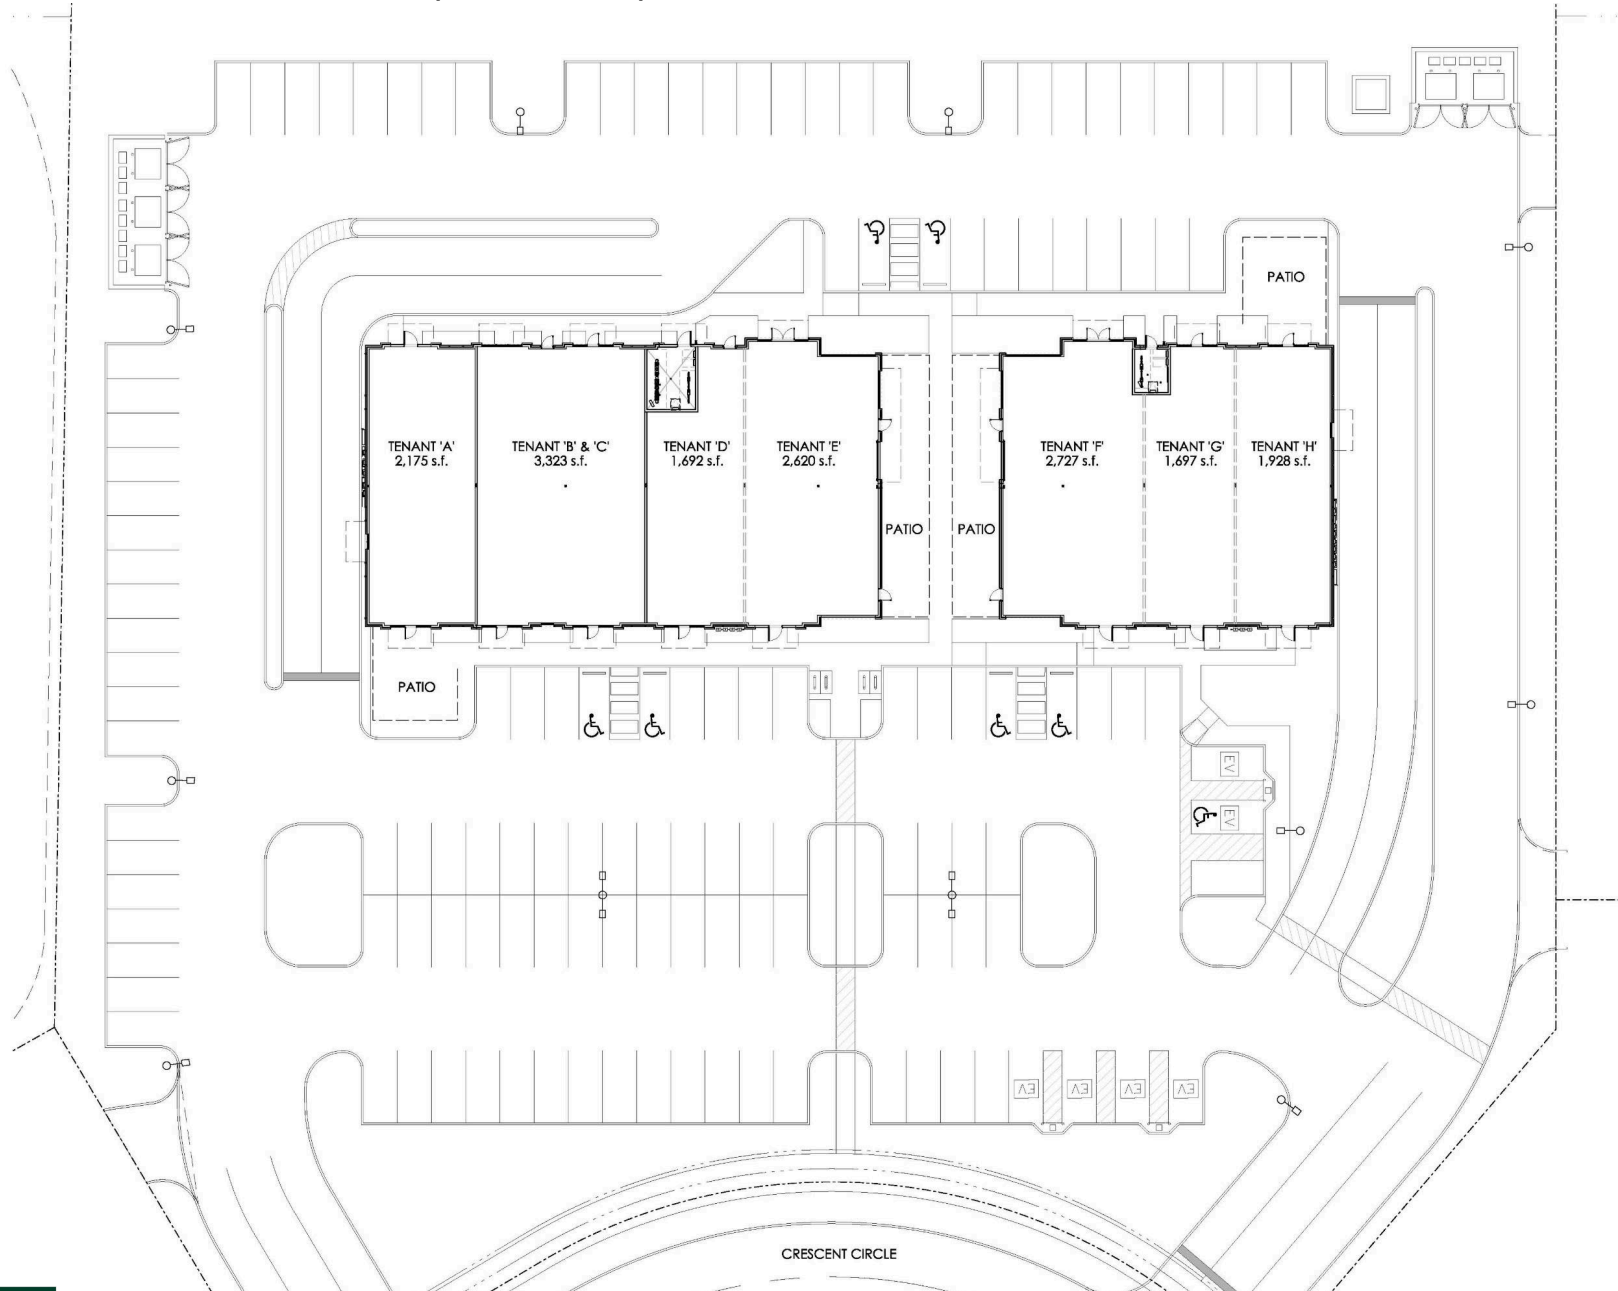 PATIO
TENANT 'A'
2,175 s.f.
TENANT 'B' & 'C'
3,323 s.f.
TENANT 'D'
1,692 s.f.
TENANT 'E'
2,620 s.f.
TENANT 'F'
2,727 s.f.
TENANT 'G'
1,697 s.f.
TENANT 'H'
1,928 s.f.
PATIO
PATIO
PATIO
EV
EV
EV
EV
EV
EV
CRESCENT CIRCLE